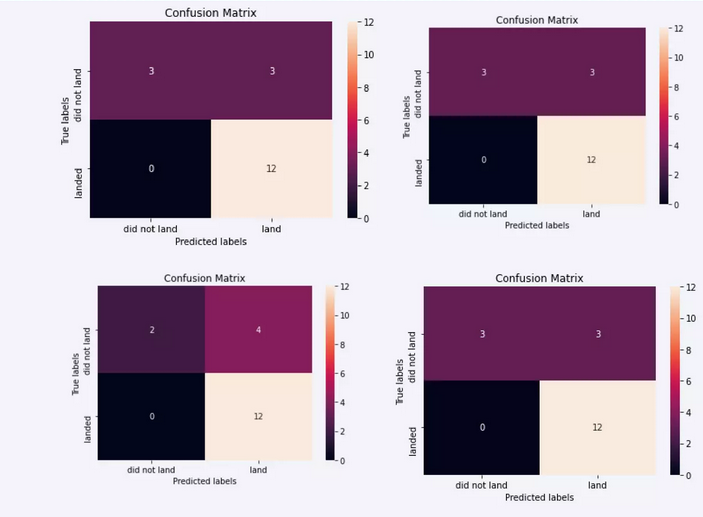 Confusion Matrix
True labels
did not land
landed
3 3
0 12
did not land land
Predicted labels
12
10
8
6
4
2
0
Confusion Matrix
True labels
did not land
landed
3 3
0 12
did not land land
Predicted labels
12
10
8
6
4
2
0
Confusion Matrix
True labels
did not land
landed
2 4
0 12
did not land land
Predicted labels
12
10
8
6
4
2
0
Confusion Matrix
True labels
did not land
landed
3 3
0 12
did not land land
Predicted labels
12
10
8
6
4
2
0